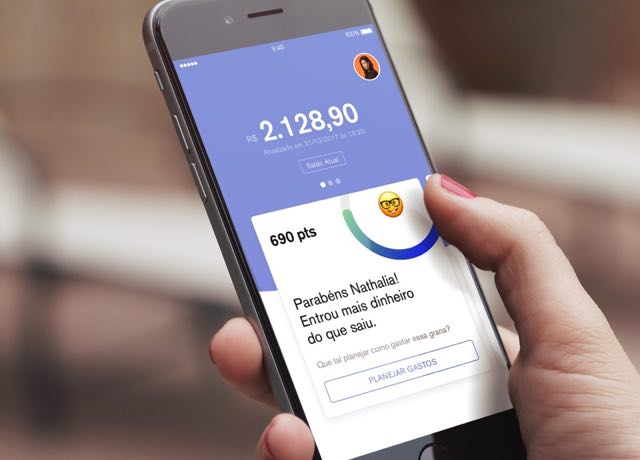 9:40
100%
R$ 2.128,90
Atualizado em 31/12/2017 às 16:20
Saldo Atual
690 pts
Parabéns Nathalia!
Entrou mais dinheiro
do que saiu.
Que tal planejar como gastar essa grana?
PLANEJAR GASTOS